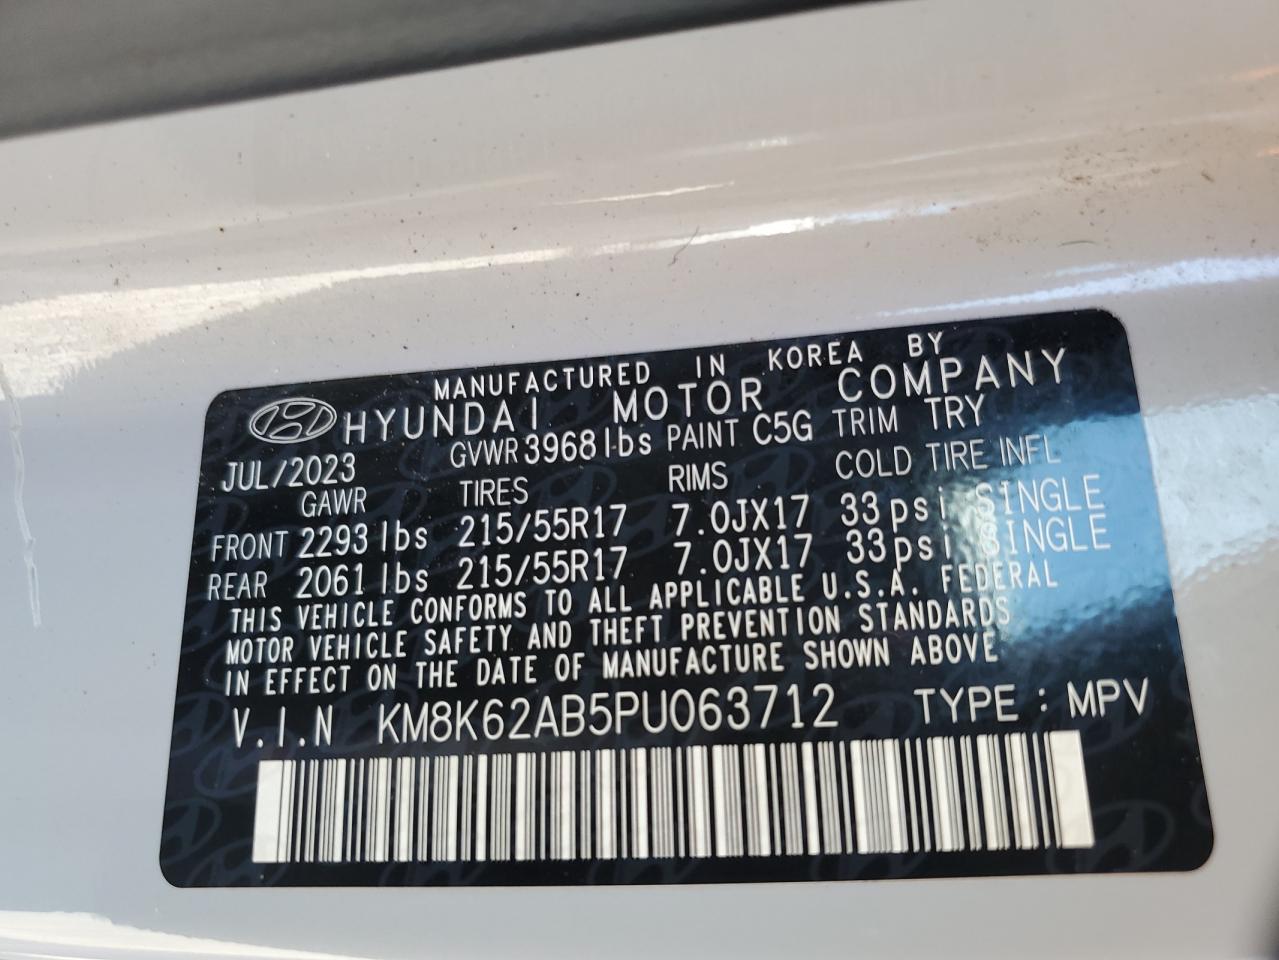 MANUFACTURED IN KOREA BY
HYUNDAI MOTOR COMPANY
JUL/2023 GVWR 3968 lbs PAINT C5G TRIM TRY
GAWR TIRES RIMS COLD TIRE INFL
FRONT 2293 lbs 215/55R17 7.0JX17 33psi SINGLE
REAR 2061 lbs 215/55R17 7.0JX17 33psi SINGLE
THIS VEHICLE CONFORMS TO ALL APPLICABLE U.S.A. FEDERAL
MOTOR VEHICLE SAFETY AND THEFT PREVENTION STANDARDS
IN EFFECT ON THE DATE OF MANUFACTURE SHOWN ABOVE
V.I.N KM8K62AB5PU063712 TYPE : MPV